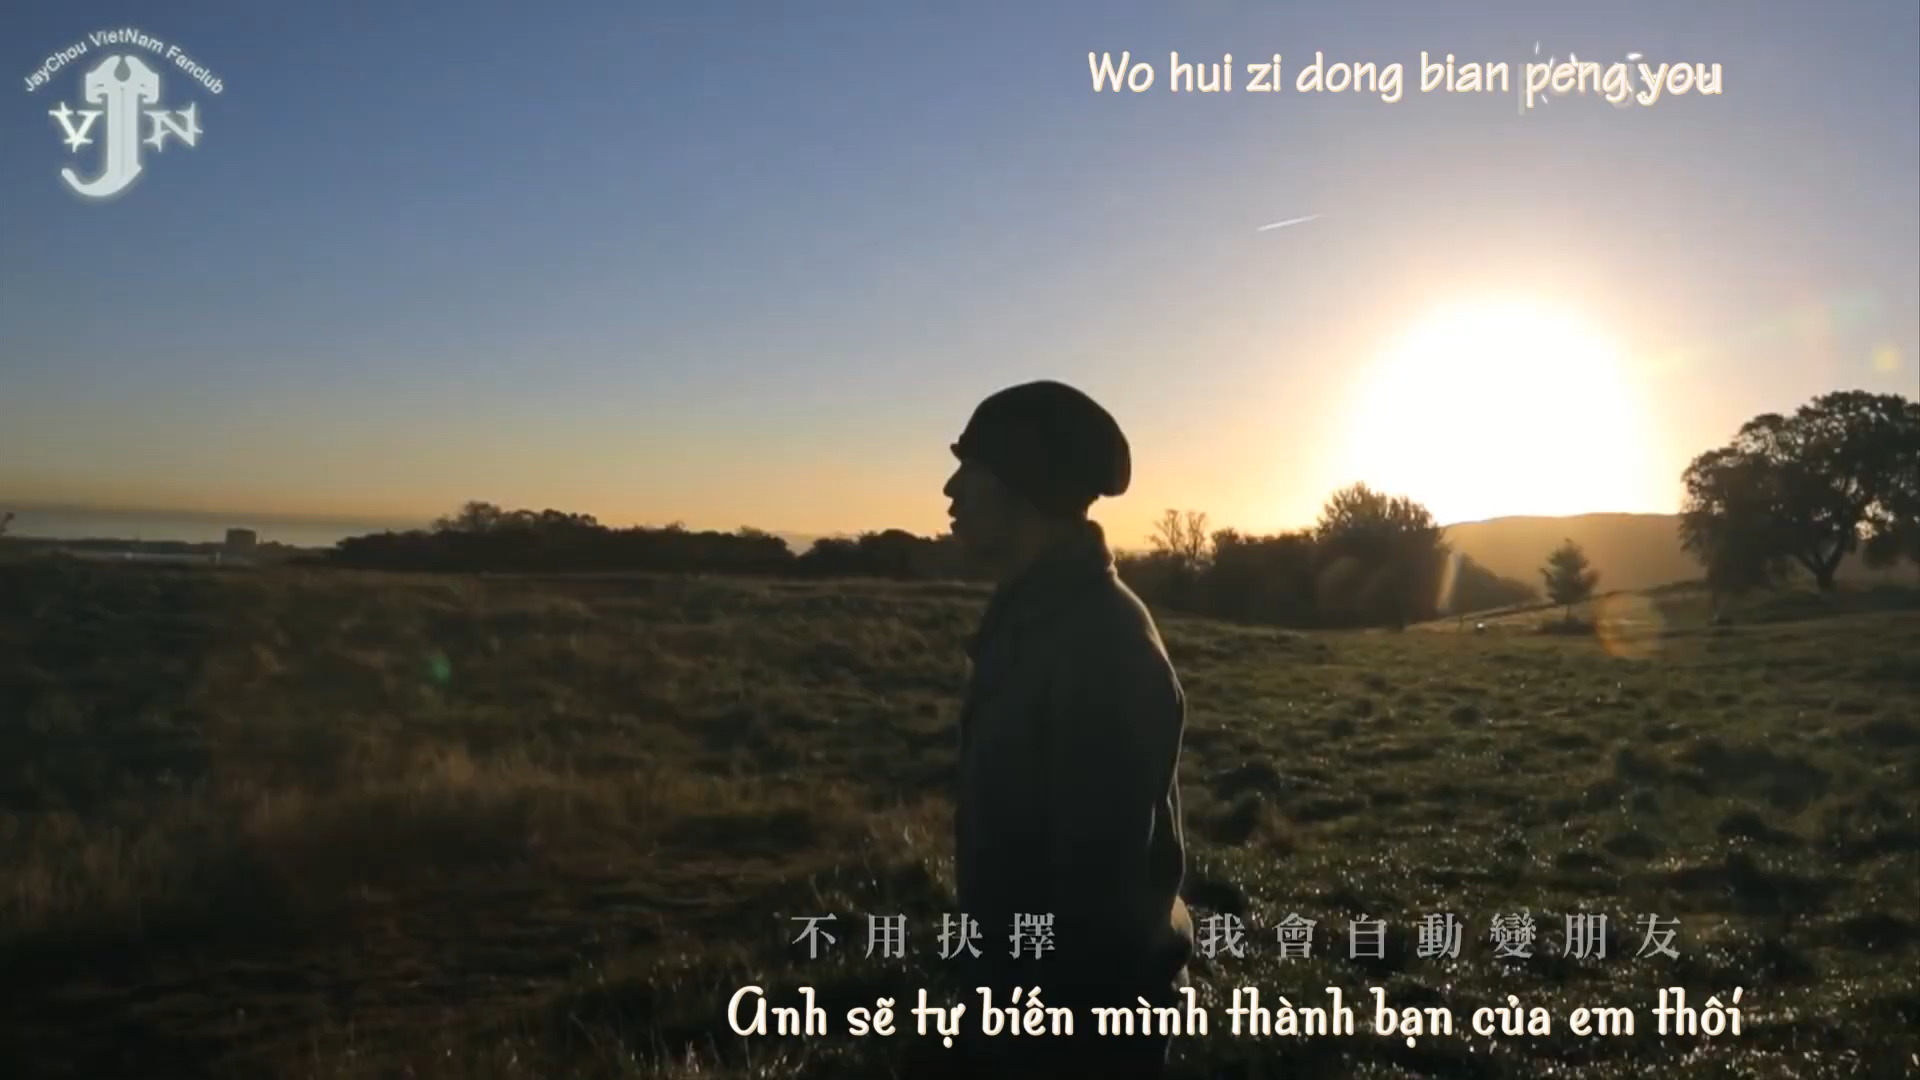 JayChou VietNam Fanclub
VJN
Wo hui zi dong bian peng you
不用抉擇 我會自動變朋友
Anh sẽ tự biến mình thành bạn của em thối